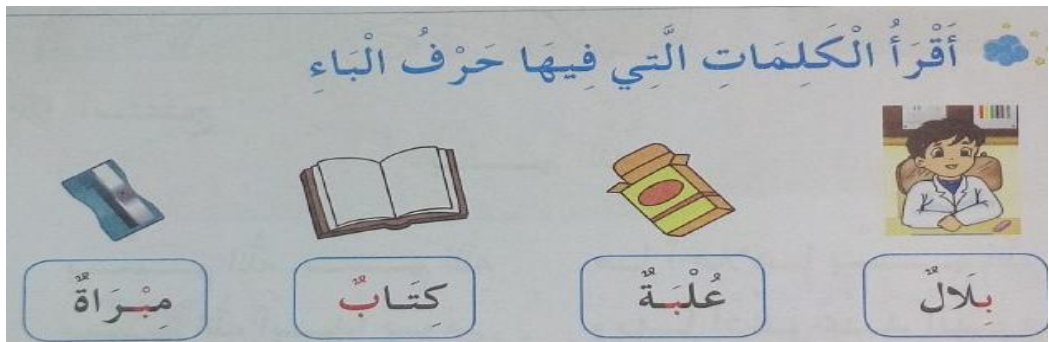 أَقْرَأُ الْكَلِمَاتِ الَّتِي فِيهَا حَرْفُ الْبَاءِ
بِلَالٌ عُلْبَةٌ كِتَابٌ مِبْرَاةٌ